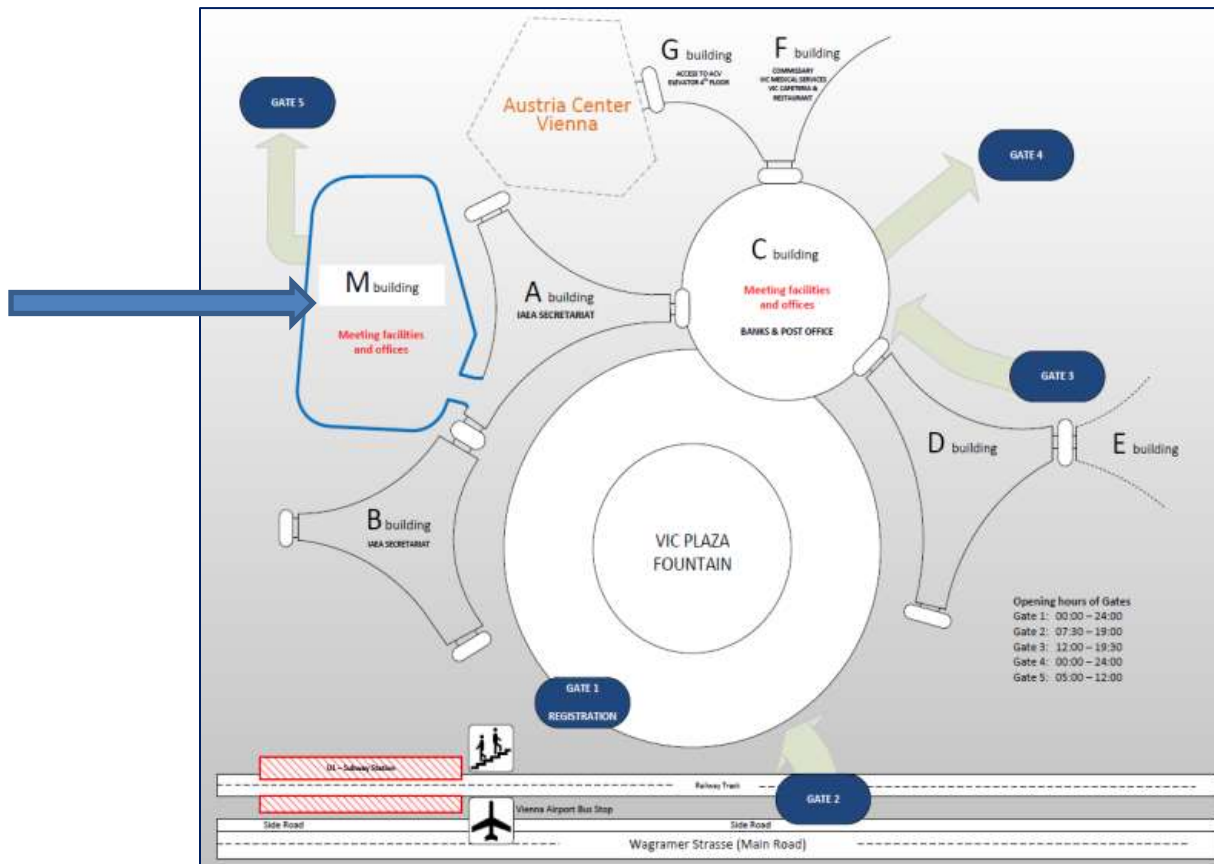 G building
ACCESS TO ACV
ELEVATOR 4TH FLOOR
F building
COMMISSARY
VIC MEDICAL SERVICES
VIC CAFETERIA &
RESTAURANT
GATE 5
Austria Center
Vienna
GATE 4
C building
Meeting facilities
and offices
BANKS & POST OFFICE
M building
Meeting facilities
and offices
A building
IAEA SECRETARIAT
GATE 3
D building
E building
B building
IAEA SECRETARIAT
VIC PLAZA
FOUNTAIN
Opening hours of Gates
Gate 1: 00:00 – 24:00
Gate 2: 07:30 – 19:00
Gate 3: 12:00 – 19:30
Gate 4: 00:00 – 24:00
Gate 5: 05:00 – 12:00
GATE 1
REGISTRATION
U1 – Subway Station
Railway Track
GATE 2
Vienna Airport Bus Stop
Side Road
Side Road
Wagramer Strasse (Main Road)